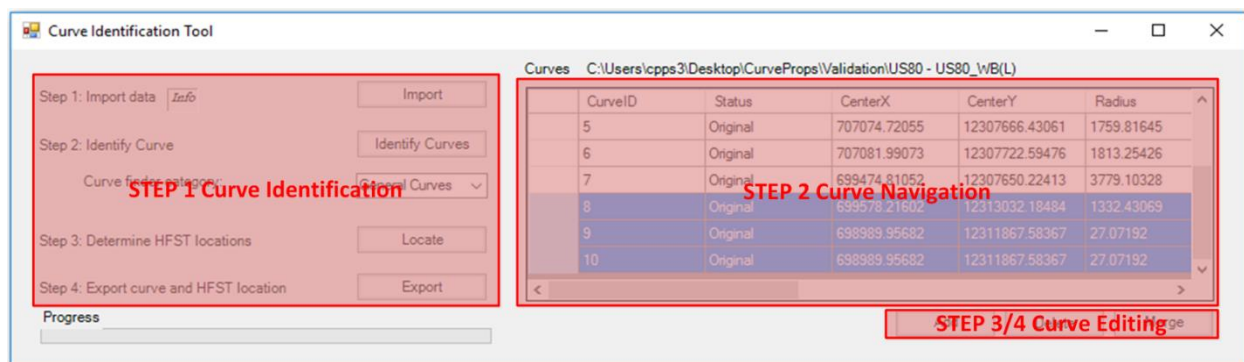 Curve Identification Tool
Curves C:\Users\cpps3\Desktop\CurveProps\Validation\US80 - US80_WB(L)
Step 1: Import data Info Import
Step 2: Identify Curve Identify Curves
Curve finder category: General Curves
STEP 1 Curve Identification
Step 3: Determine HFST locations Locate
Step 4: Export curve and HFST location Export
Progress
CurveID Status CenterX CenterY Radius
5 Original 707074.72055 12307666.43061 1759.81645
6 Original 707081.99073 12307722.59476 1813.25426
7 Original 699474.81052 12307650.22413 3779.10328
STEP 2 Curve Navigation
8 Original 699578.21602 12313032.18484 1332.43069
9 Original 698989.95682 12311867.58367 27.07192
10 Original 698989.95682 12311867.58367 27.07192
Add Delete Merge
STEP 3/4 Curve Editing